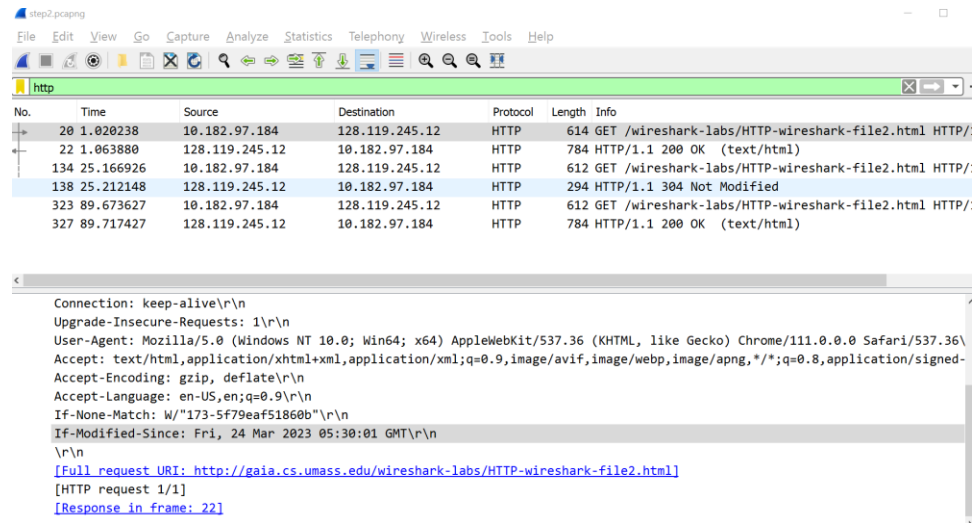 step2.pcapng
File Edit View Go Capture Analyze Statistics Telephony Wireless Tools Help
http
No. Time Source Destination Protocol Length Info
20 1.020238 10.182.97.184 128.119.245.12 HTTP 614 GET /wireshark-labs/HTTP-wireshark-file2.html HTTP/
22 1.063880 128.119.245.12 10.182.97.184 HTTP 784 HTTP/1.1 200 OK (text/html)
134 25.166926 10.182.97.184 128.119.245.12 HTTP 612 GET /wireshark-labs/HTTP-wireshark-file2.html HTTP/
138 25.212148 128.119.245.12 10.182.97.184 HTTP 294 HTTP/1.1 304 Not Modified
323 89.673627 10.182.97.184 128.119.245.12 HTTP 612 GET /wireshark-labs/HTTP-wireshark-file2.html HTTP/
327 89.717427 128.119.245.12 10.182.97.184 HTTP 784 HTTP/1.1 200 OK (text/html)
Connection: keep-alive\r\n
Upgrade-Insecure-Requests: 1\r\n
User-Agent: Mozilla/5.0 (Windows NT 10.0; Win64; x64) AppleWebKit/537.36 (KHTML, like Gecko) Chrome/111.0.0.0 Safari/537.36\
Accept: text/html,application/xhtml+xml,application/xml;q=0.9,image/avif,image/webp,image/apng,*/*;q=0.8,application/signed-
Accept-Encoding: gzip, deflate\r\n
Accept-Language: en-US,en;q=0.9\r\n
If-None-Match: W/"173-5f79eaf51860b"\r\n
If-Modified-Since: Fri, 24 Mar 2023 05:30:01 GMT\r\n
\r\n
[Full request URI: http://gaia.cs.umass.edu/wireshark-labs/HTTP-wireshark-file2.html]
[HTTP request 1/1]
[Response in frame: 22]